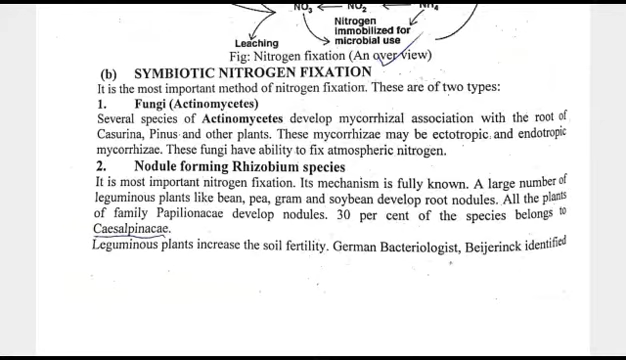 NO3 NO2 NH4
Nitrogen
immobilized for
Leaching microbial use
Fig: Nitrogen fixation (An over view)
(b) SYMBIOTIC NITROGEN FIXATION
It is the most important method of nitrogen fixation. These are of two types:
1. Fungi (Actinomycetes)
Several species of Actinomycetes develop mycorrhizal association with the root of
Casurina, Pinus and other plants. These mycorrhizae may be ectotropic and endotropic
mycorrhizae. These fungi have ability to fix atmospheric nitrogen.
2. Nodule forming Rhizobium species
It is most important nitrogen fixation. Its mechanism is fully known. A large number of
leguminous plants like bean, pea, gram and soybean develop root nodules. All the plants
of family Papilionacae develop nodules. 30 per cent of the species belongs to
Caesalpinacae.
Leguminous plants increase the soil fertility. German Bacteriologist, Beijerinck identified